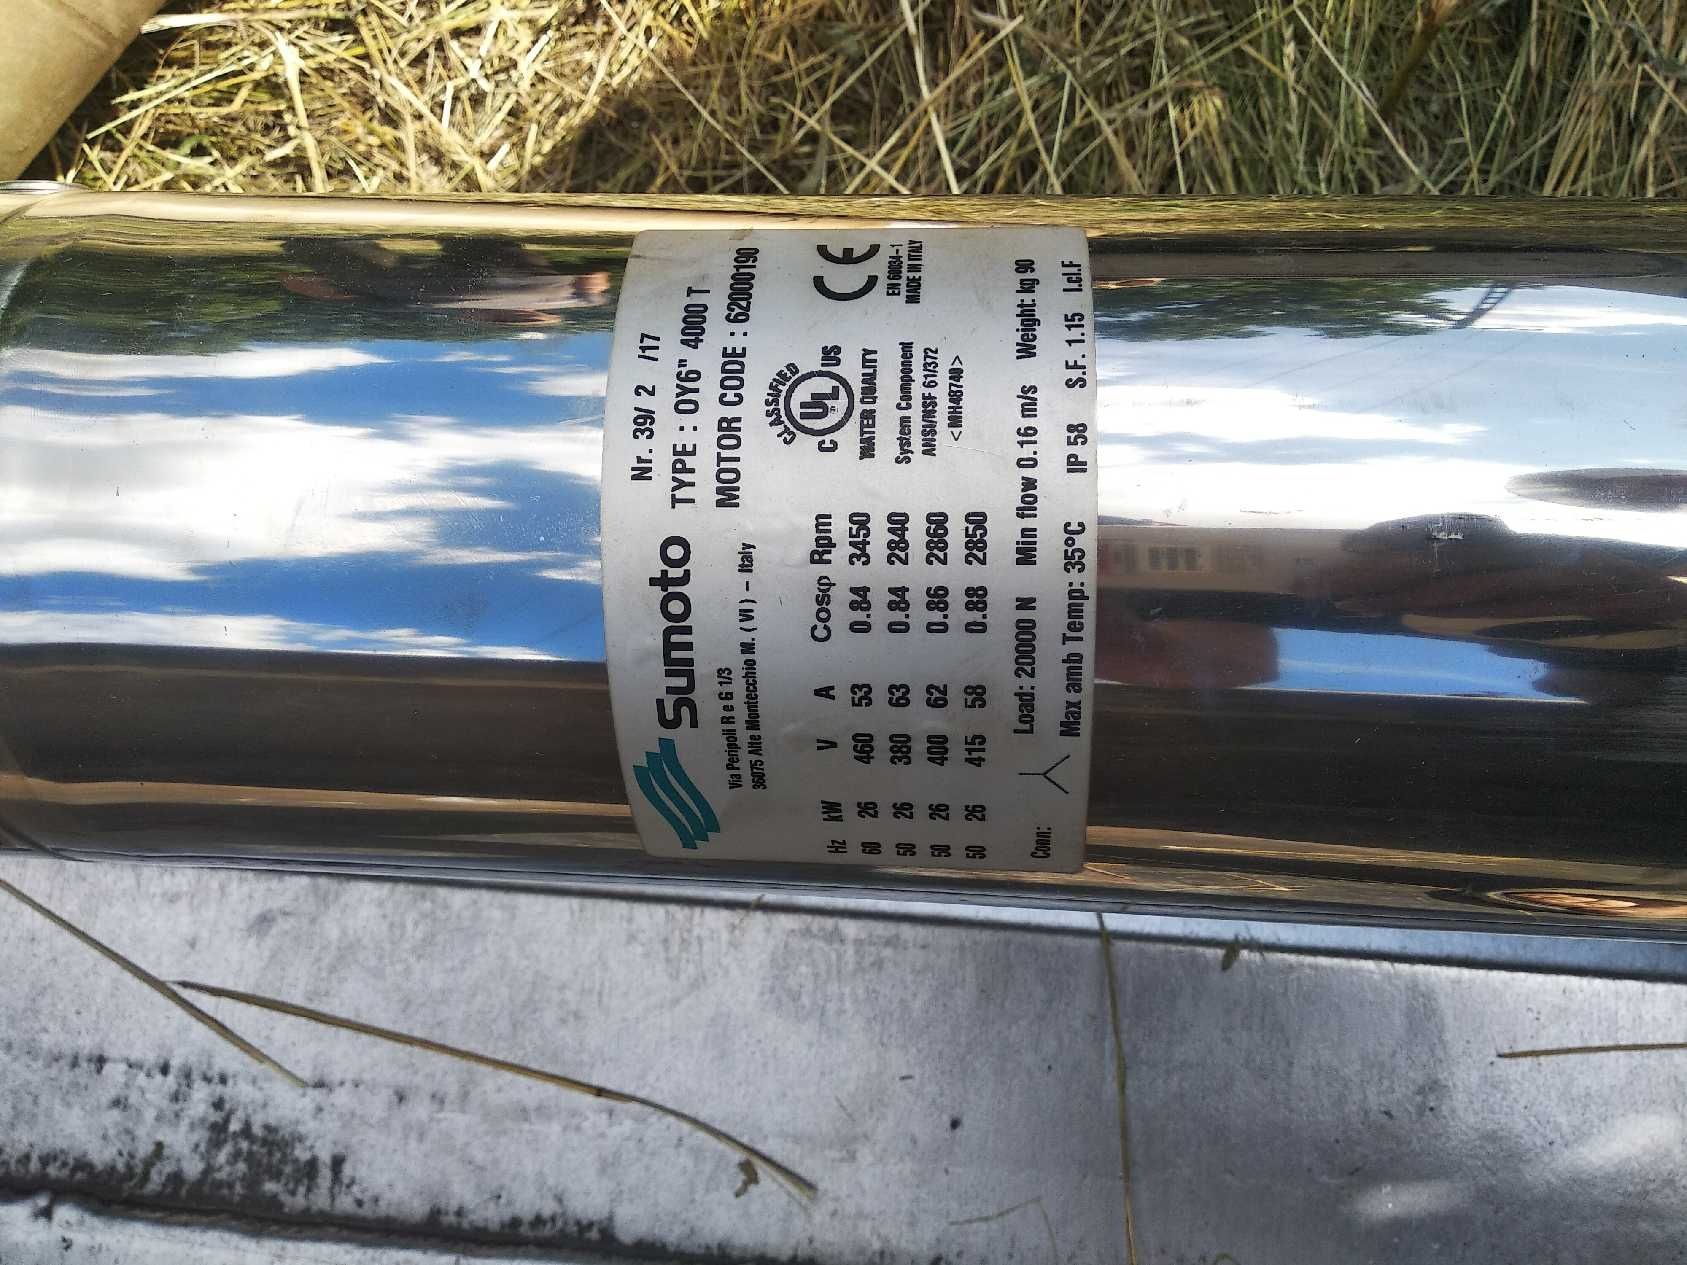 Nr. 39/ 2 /17
Sumoto
TYPE : OY6" 4000 T
Via Peripoli R e G 1/3
36075 Alte Montecchio M. ( VI ) – Italy
MOTOR CODE : 62000190
Hz kW V A Cosφ Rpm
60 26 460 53 0.84 3450
50 26 380 63 0.84 2840
50 26 400 62 0.86 2860
50 26 415 58 0.88 2850
CLASSIFIED
C UL US
WATER QUALITY
System Component
ANSI/NSF 61/372
< MH48740 >
CE
EN 60034–1
MADE IN ITALY
Conn: Load: 20000 N Min flow 0.16 m/s Weight: kg 90
Max amb Temp: 35°C IP 58 S.F. 1.15 I.cl.F